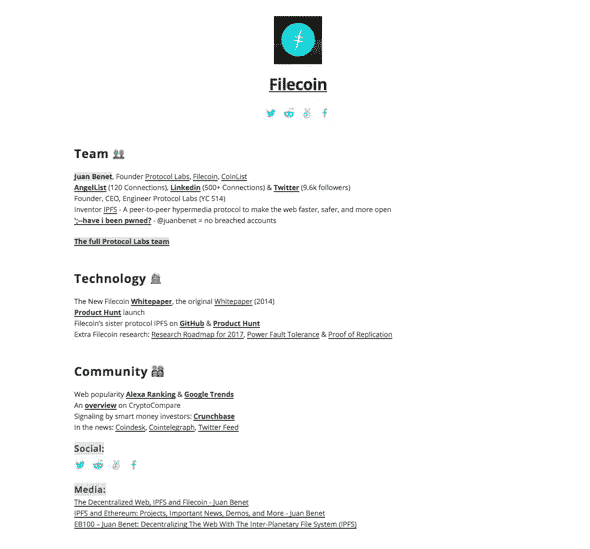 Filecoin
Team
Juan Benet, Founder Protocol Labs, Filecoin, CoinList
AngelList (120 Connections), Linkedin (500+ Connections) & Twitter (9.6k followers)
Founder, CEO, Engineer Protocol Labs (YC S14)
Inventor IPFS - A peer-to-peer hypermedia protocol to make the web faster, safer, and more open
';--have i been pwned? - @juanbenet = no breached accounts
The full Protocol Labs team
Technology
The New Filecoin Whitepaper, the original Whitepaper (2014)
Product Hunt launch
Filecoin's sister protocol IPFS on GitHub & Product Hunt
Extra Filecoin research: Research Roadmap for 2017, Power Fault Tolerance & Proof of Replication
Community
Web popularity Alexa Ranking & Google Trends
An overview on CryptoCompare
Signaling by smart money investors: Crunchbase
In the news: Coindesk, Cointelegraph, Twitter Feed
Social:
Media:
The Decentralized Web, IPFS and Filecoin - Juan Benet
IPFS and Ethereum: Projects, Important News, Demos, and More - Juan Benet
EB100 – Juan Benet: Decentralizing The Web With The Inter-Planetary File System (IPFS)